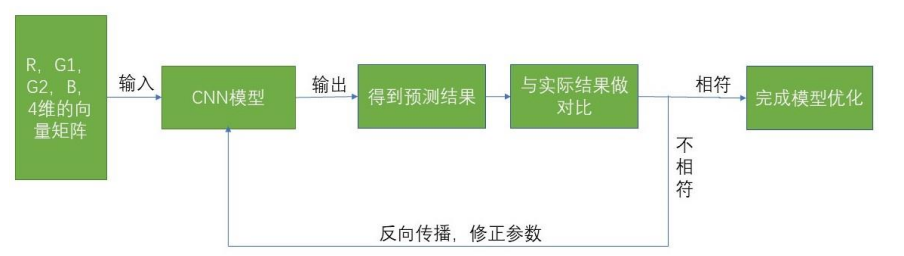 R，G1，
G2，B，
4维的向
量矩阵
输入
CNN模型
输出
得到预测结果
与实际结果做
对比
相符
完成模型优化
不
相
符
反向传播，修正参数